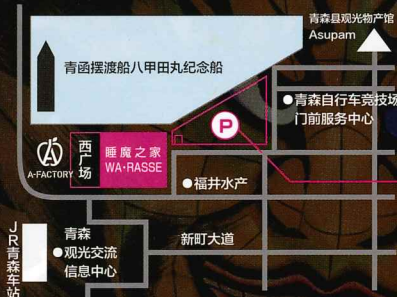 青森县观光物产馆
Asupam
青函摆渡船八甲田丸纪念船
青森自行车竞技场
门前服务中心
P
A-FACTORY
西广场
睡魔之家
WA·RASSE
福井水产
新町大道
青森
观光交流
信息中心
JR青森车站